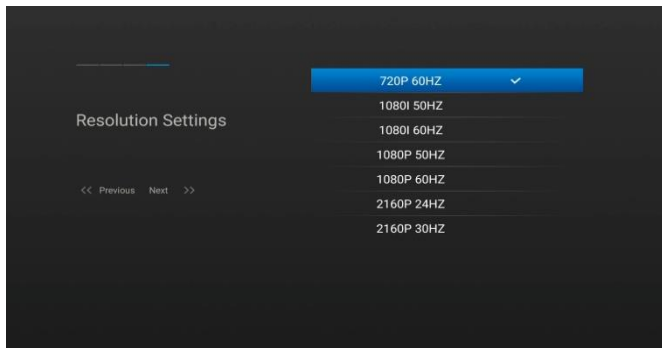 Resolution Settings
<< Previous Next >>
720P 60HZ
1080I 50HZ
1080I 60HZ
1080P 50HZ
1080P 60HZ
2160P 24HZ
2160P 30HZ